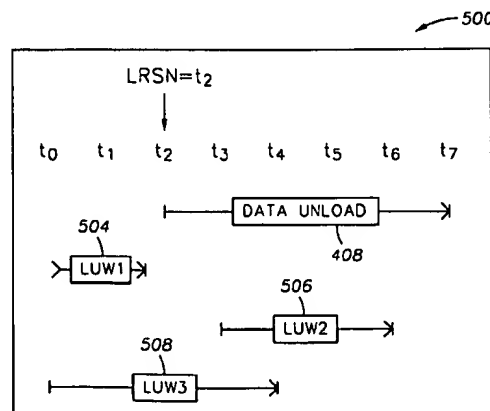 500
LRSN=t2
t0 t1 t2 t3 t4 t5 t6 t7
DATA UNLOAD
504
408
LUW1
506
LUW2
508
LUW3